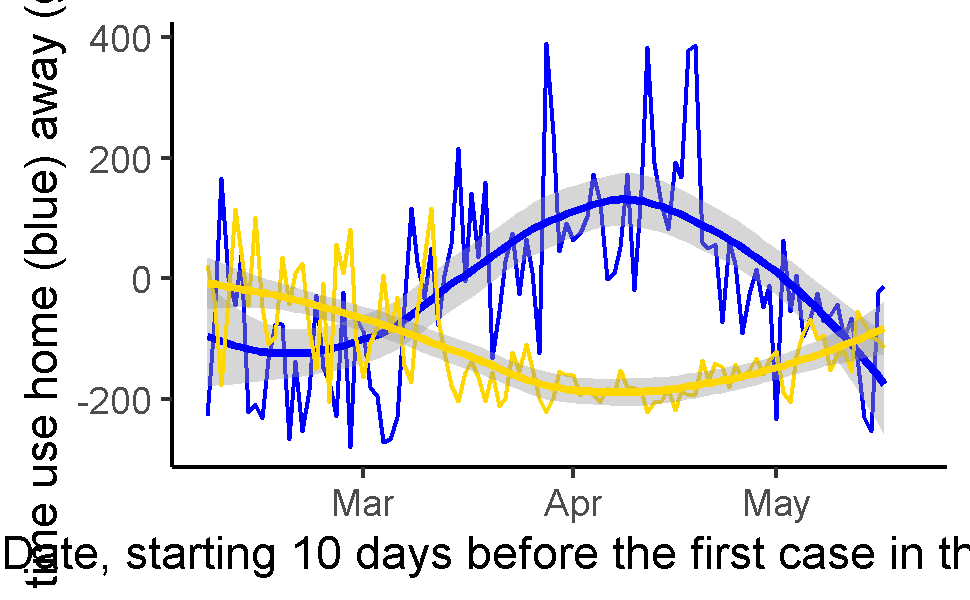 time use home (blue) away (
400
200
0
-200
Mar Apr May
Date, starting 10 days before the first case in th